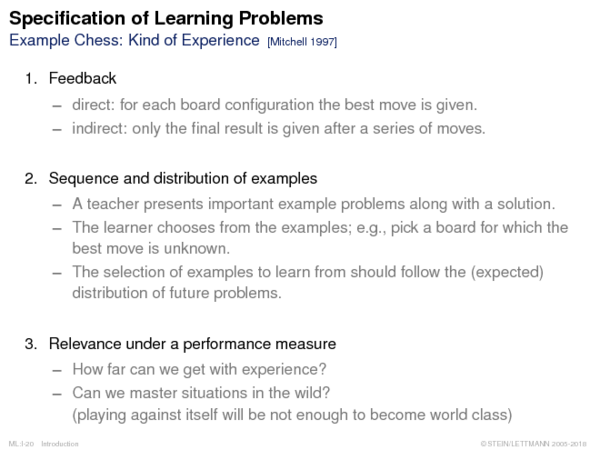 Specification of Learning Problems
Example Chess: Kind of Experience [Mitchell 1997]
1. Feedback
– direct: for each board configuration the best move is given.
– indirect: only the final result is given after a series of moves.
2. Sequence and distribution of examples
– A teacher presents important example problems along with a solution.
– The learner chooses from the examples; e.g., pick a board for which the
best move is unknown.
– The selection of examples to learn from should follow the (expected)
distribution of future problems.
3. Relevance under a performance measure
– How far can we get with experience?
– Can we master situations in the wild?
(playing against itself will be not enough to become world class)
ML:I-20 Introduction © STEIN/LETTMANN 2005-2018